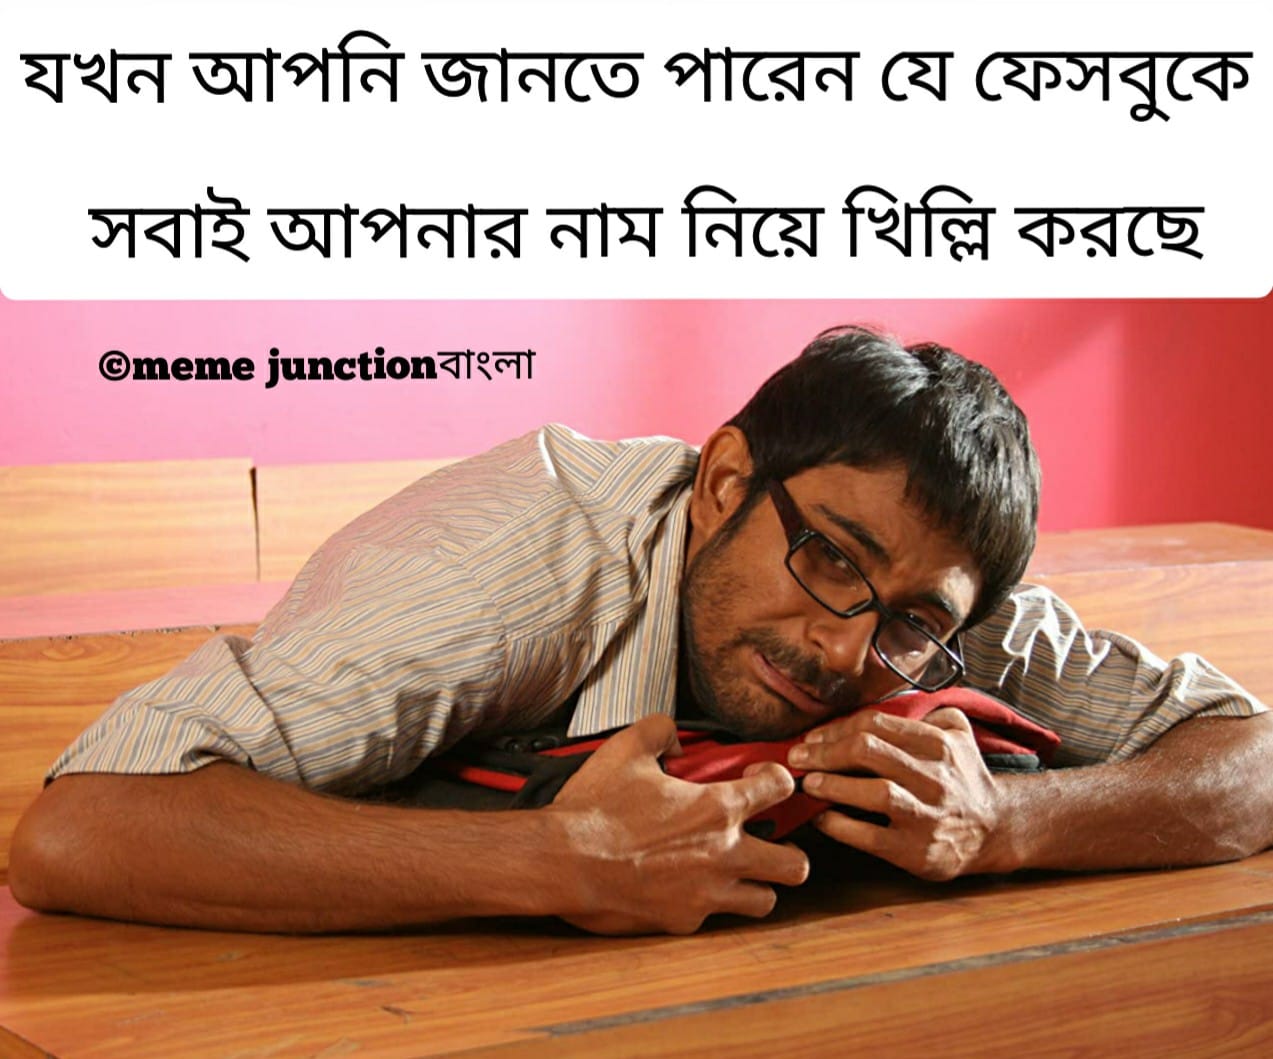 যখন আপনি জানতে পারেন যে ফেসবুকে
সবাই আপনার নাম নিয়ে খিল্লি করছে
©meme junctionবাংলা